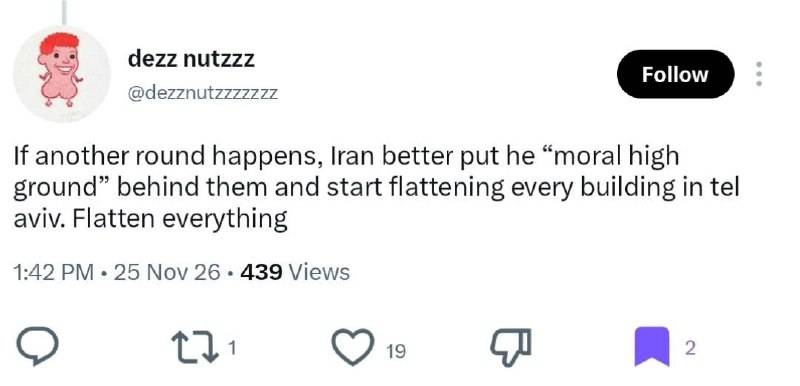 dezz nutzzz
@dezznutzzzzzzz
Follow
If another round happens, Iran better put he “moral high
ground” behind them and start flattening every building in tel
aviv. Flatten everything
1:42 PM • 25 Nov 26 • 439 Views
1
19
2